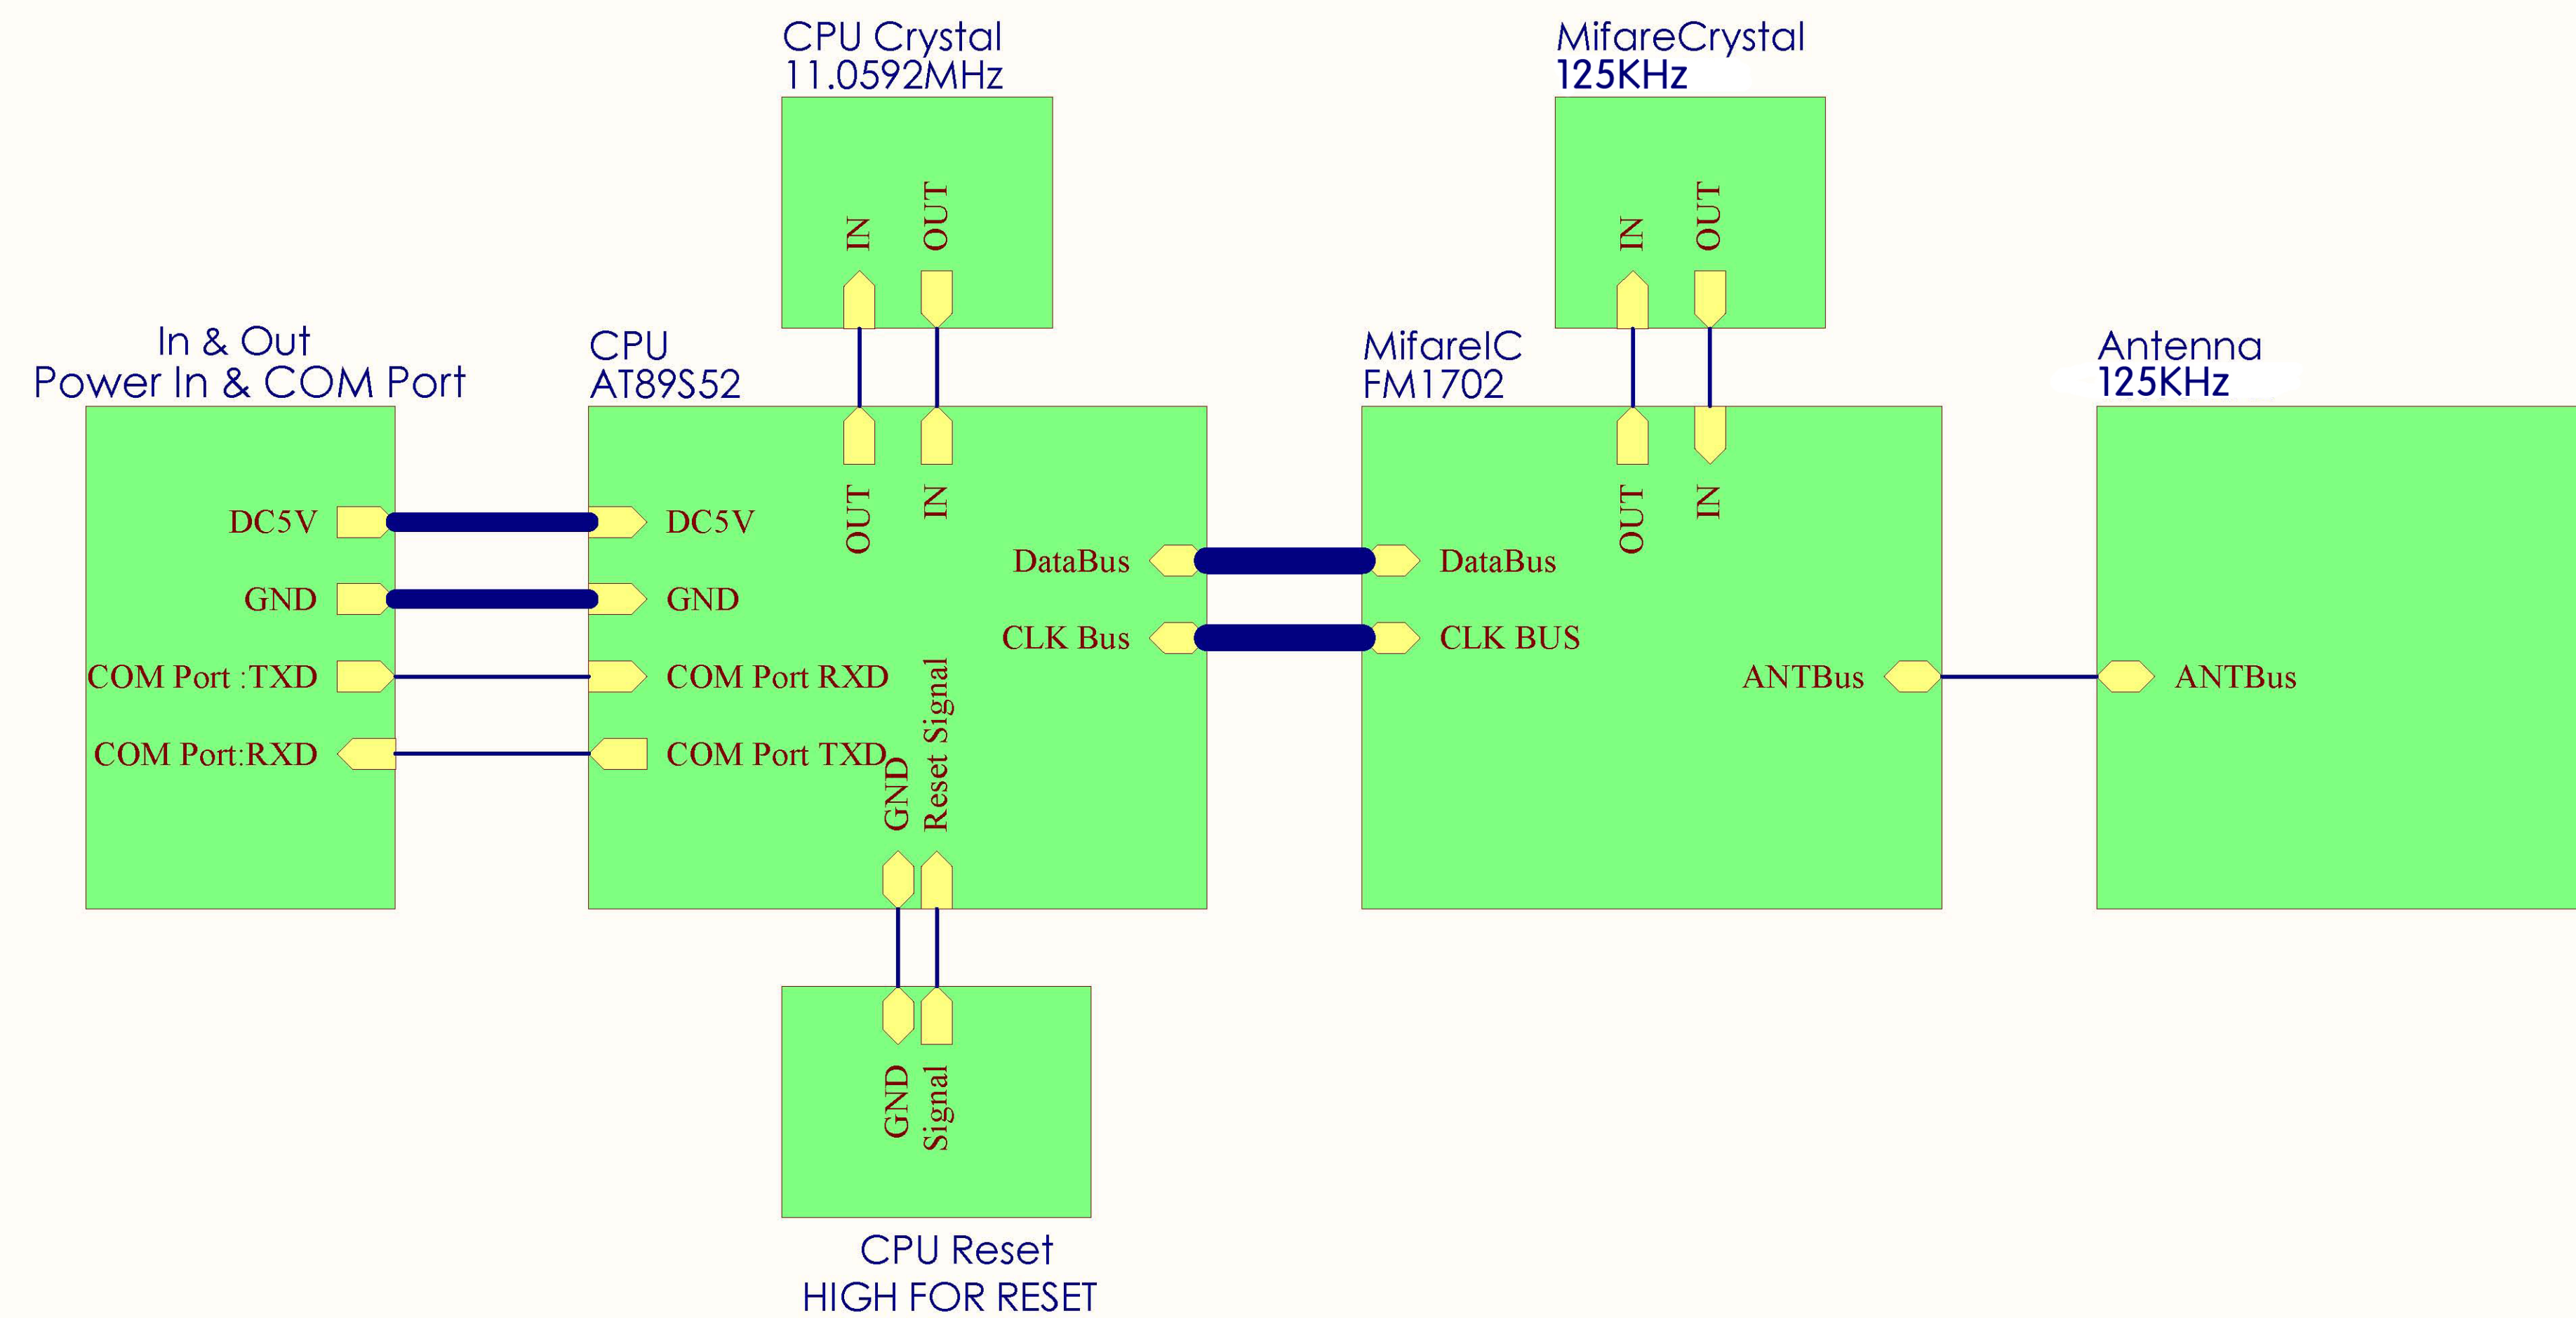 CPU Crystal
11.0592MHz
IN
OUT
MifareCrystal
125KHz
IN
OUT
In & Out
Power In & COM Port
DC5V
GND
COM Port :TXD
COM Port:RXD
CPU
AT89S52
OUT
IN
DC5V
GND
COM Port RXD
COM Port TXD
DataBus
CLK Bus
GND
Reset Signal
MifareIC
FM1702
OUT
IN
DataBus
CLK BUS
ANTBus
Antenna
125KHz
ANTBus
GND
Signal
CPU Reset
HIGH FOR RESET